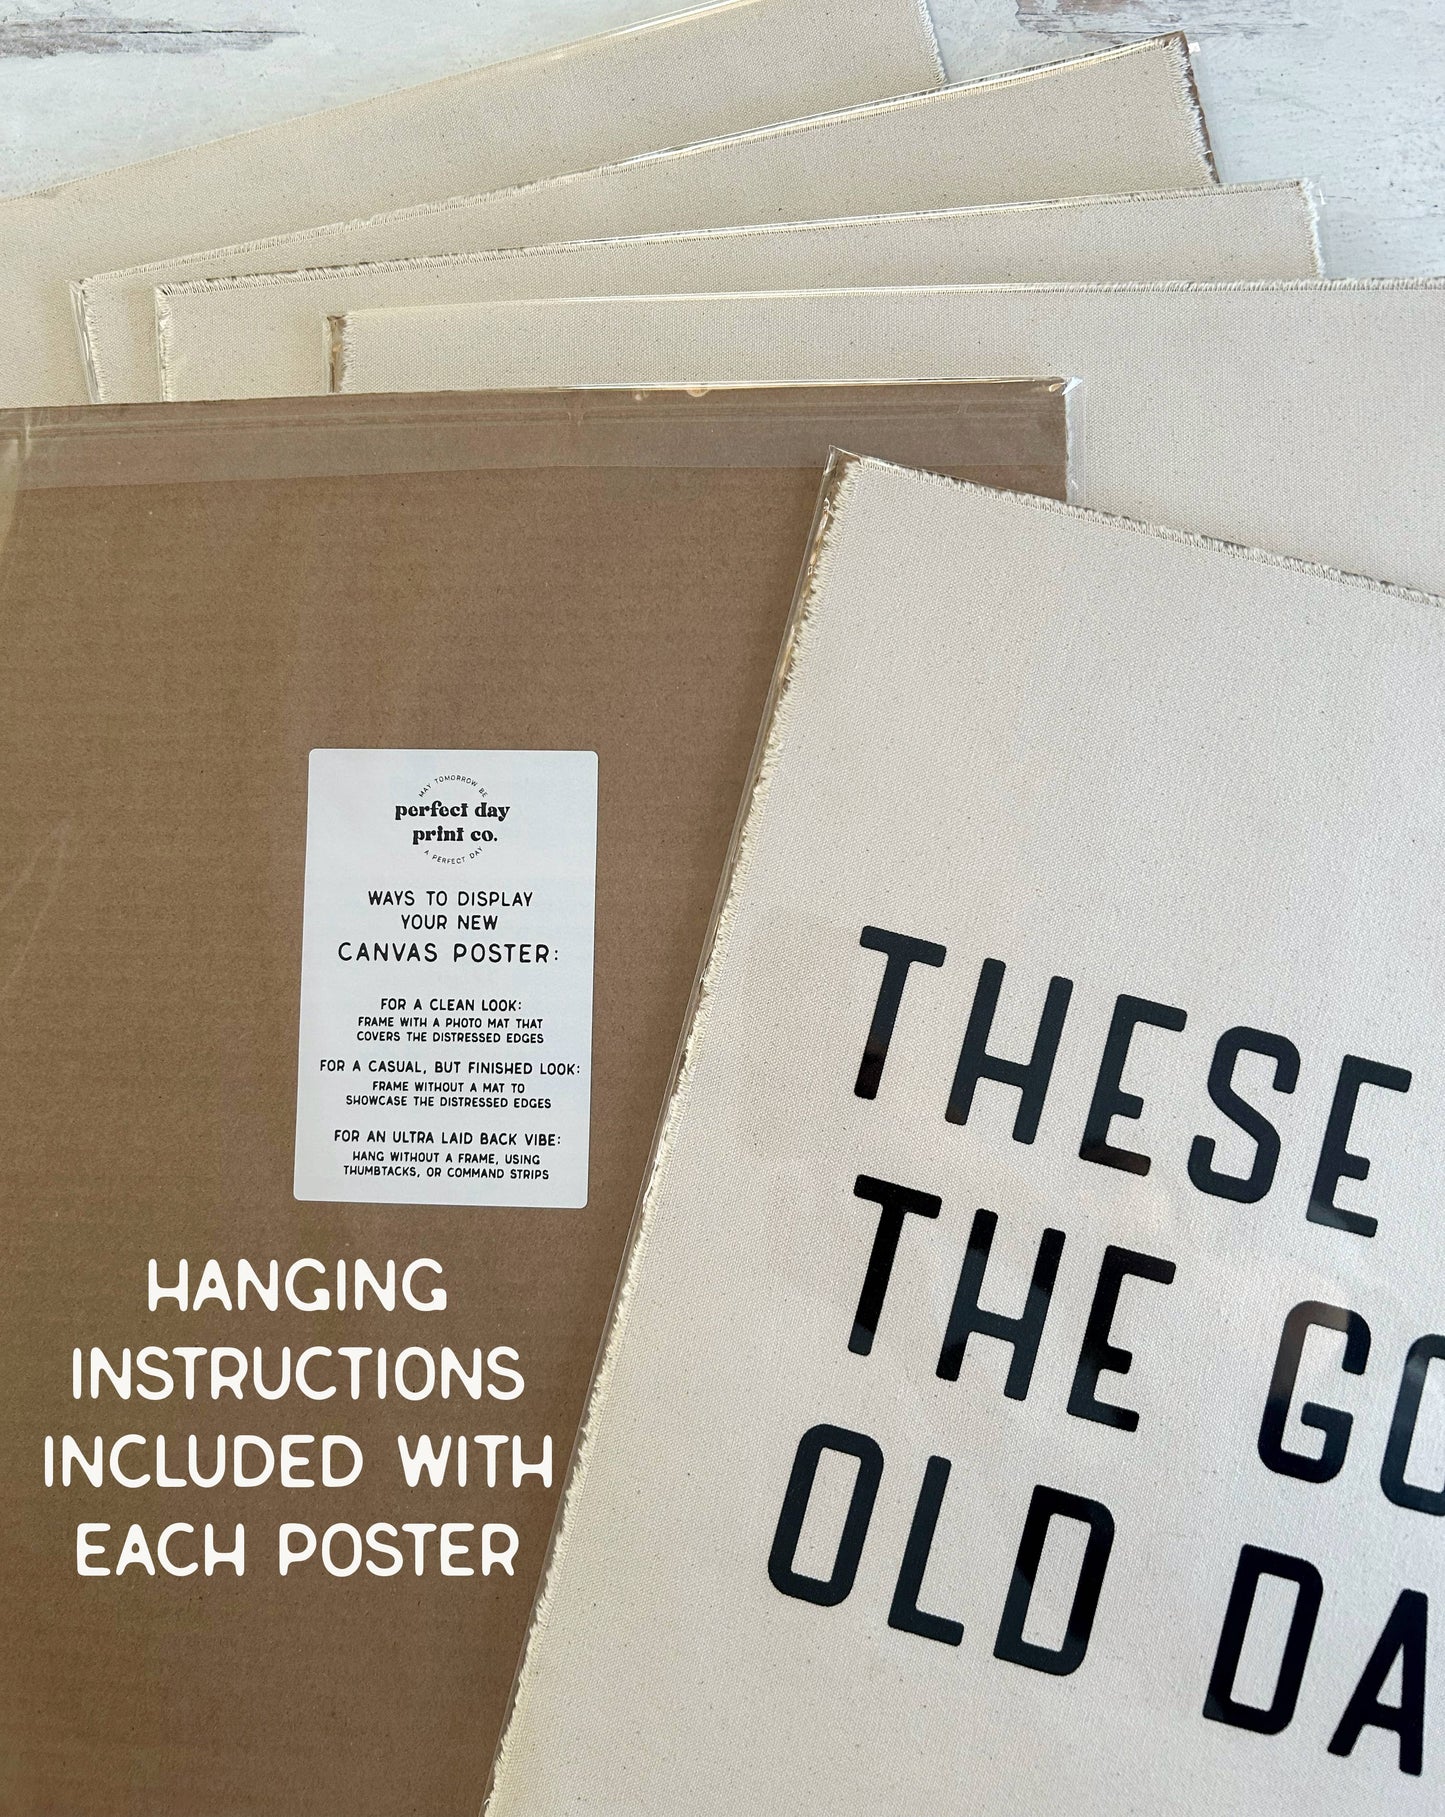 MAY TOMORROW BE
perfect day
print co.
A PERFECT DAY
WAYS TO DISPLAY
YOUR NEW
CANVAS POSTER:
FOR A CLEAN LOOK:
FRAME WITH A PHOTO MAT THAT
COVERS THE DISTRESSED EDGES
FOR A CASUAL, BUT FINISHED LOOK:
FRAME WITHOUT A MAT TO
SHOWCASE THE DISTRESSED EDGES
FOR AN ULTRA LAID BACK VIBE:
HANG WITHOUT A FRAME, USING
THUMBTACKS, OR COMMAND STRIPS
HANGING
INSTRUCTIONS
INCLUDED WITH
EACH POSTER
THESE
THE GO
OLD DA